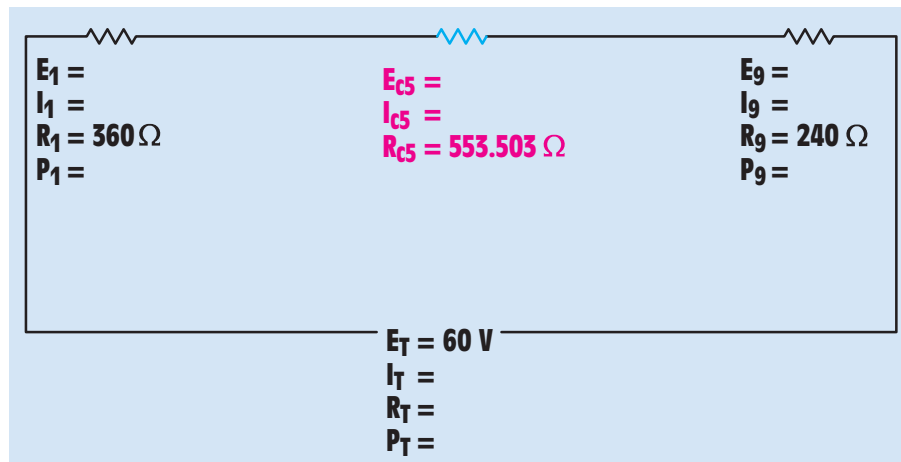 E1 =
I1 =
R1 = 360 Ω
P1 =
EC5 =
IC5 =
RC5 = 553.503 Ω
E9 =
I9 =
R9 = 240 Ω
P9 =
ET = 60 V
IT =
RT =
PT =